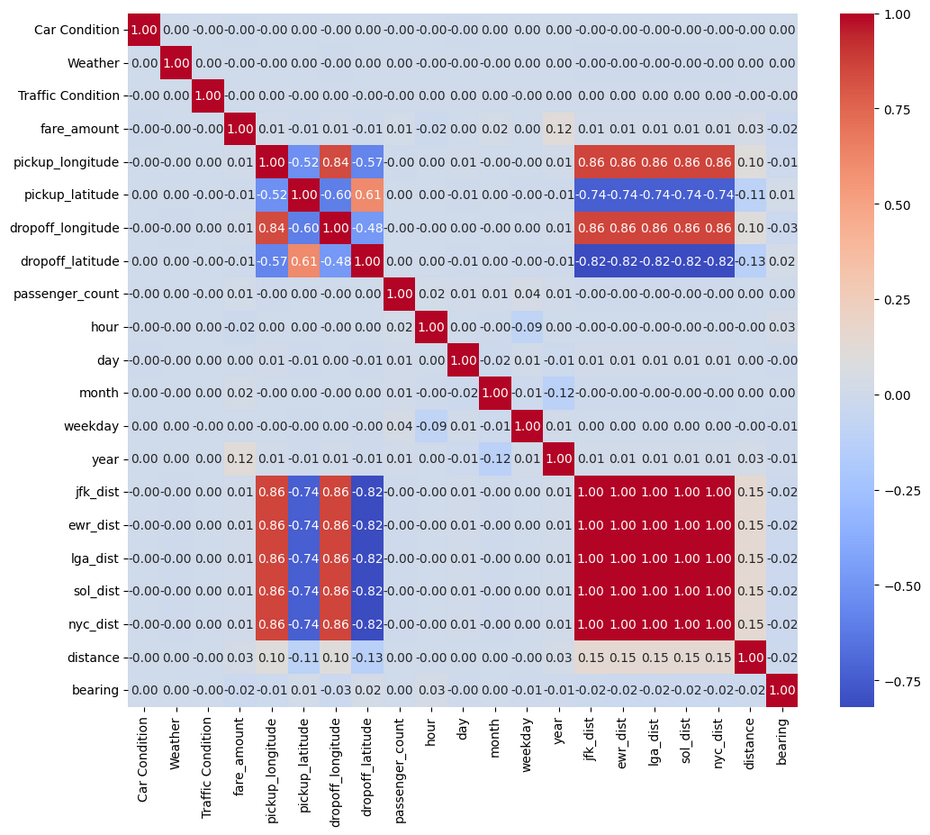 Car Condition 1.00 0.00 -0.00 -0.00 -0.00 0.00 -0.00 0.00 -0.00 -0.00 -0.00 0.00 -0.00 0.00 -0.00 -0.00 -0.00 -0.00 -0.00 -0.00 0.00 1.00
Weather 0.00 1.00 0.00 -0.00 -0.00 0.00 -0.00 0.00 0.00 -0.00 0.00 -0.00 0.00 0.00 -0.00 -0.00 -0.00 -0.00 -0.00 0.00 0.00
Traffic Condition -0.00 0.00 1.00 -0.00 0.00 -0.00 0.00 -0.00 -0.00 0.00 -0.00 0.00 0.00 0.00 0.00 0.00 0.00 0.00 0.00 -0.00 -0.00 0.75
fare_amount -0.00 -0.00 -0.00 1.00 0.01 -0.01 0.01 -0.01 0.01 -0.02 0.00 0.02 0.00 0.12 0.01 0.01 0.01 0.01 0.01 0.03 -0.02
pickup_longitude -0.00 -0.00 0.00 0.01 1.00 -0.52 0.84 -0.57 -0.00 0.00 0.01 -0.00 -0.00 0.01 0.86 0.86 0.86 0.86 0.86 0.10 -0.01
pickup_latitude 0.00 0.00 -0.00 -0.01 -0.52 1.00 -0.60 0.61 0.00 0.00 -0.01 0.00 -0.00 -0.01 -0.74 -0.74 -0.74 -0.74 -0.74 -0.11 0.01 0.50
dropoff_longitude -0.00 -0.00 0.00 0.01 0.84 -0.60 1.00 -0.48 -0.00 0.00 0.00 -0.00 0.00 0.01 0.86 0.86 0.86 0.86 0.86 0.10 -0.03
dropoff_latitude 0.00 0.00 -0.00 -0.01 -0.57 0.61 -0.48 1.00 0.00 0.00 -0.01 0.00 -0.00 -0.01 -0.82 -0.82 -0.82 -0.82 -0.82 -0.13 0.02
passenger_count -0.00 0.00 -0.00 0.01 -0.00 0.00 -0.00 0.00 1.00 0.02 0.01 0.01 0.04 0.01 -0.00 -0.00 -0.00 -0.00 -0.00 0.00 0.00 0.25
hour -0.00 -0.00 0.00 -0.02 0.00 0.00 0.00 0.00 0.02 1.00 0.00 -0.00 -0.09 0.00 -0.00 -0.00 -0.00 -0.00 -0.00 -0.00 0.03
day -0.00 0.00 -0.00 0.00 0.01 -0.01 0.00 -0.01 0.01 0.00 1.00 -0.02 0.01 -0.01 0.01 0.01 0.01 0.01 0.01 0.00 -0.00
month 0.00 -0.00 0.00 0.02 -0.00 0.00 -0.00 0.00 0.01 -0.00 -0.02 1.00 -0.01 -0.12 -0.00 -0.00 -0.00 -0.00 -0.00 0.00 0.00 0.00
weekday -0.00 0.00 0.00 0.00 -0.00 -0.00 0.00 -0.00 0.04 -0.09 0.01 -0.01 1.00 0.01 0.00 0.00 0.00 0.00 0.00 -0.00 -0.01
year 0.00 0.00 0.00 0.12 0.01 -0.01 0.01 -0.01 0.01 0.00 -0.01 -0.12 0.01 1.00 0.01 0.01 0.01 0.01 0.01 0.03 -0.01
jfk_dist -0.00 -0.00 0.00 0.01 0.86 -0.74 0.86 -0.82 -0.00 -0.00 0.01 -0.00 0.00 0.01 1.00 1.00 1.00 1.00 1.00 0.15 -0.02 −0.25
ewr_dist -0.00 -0.00 0.00 0.01 0.86 -0.74 0.86 -0.82 -0.00 -0.00 0.01 -0.00 0.00 0.01 1.00 1.00 1.00 1.00 1.00 0.15 -0.02
lga_dist -0.00 -0.00 0.00 0.01 0.86 -0.74 0.86 -0.82 -0.00 -0.00 0.01 -0.00 0.00 0.01 1.00 1.00 1.00 1.00 1.00 0.15 -0.02
sol_dist -0.00 -0.00 0.00 0.01 0.86 -0.74 0.86 -0.82 -0.00 -0.00 0.01 -0.00 0.00 0.01 1.00 1.00 1.00 1.00 1.00 0.15 -0.02 −0.50
nyc_dist -0.00 -0.00 0.00 0.01 0.86 -0.74 0.86 -0.82 -0.00 -0.00 0.01 -0.00 0.00 0.01 1.00 1.00 1.00 1.00 1.00 0.15 -0.02
distance -0.00 0.00 -0.00 0.03 0.10 -0.11 0.10 -0.13 0.00 -0.00 0.00 0.00 -0.00 0.03 0.15 0.15 0.15 0.15 0.15 1.00 -0.02
bearing 0.00 0.00 -0.00 -0.02 -0.01 0.01 -0.03 0.02 0.00 0.03 -0.00 0.00 -0.01 -0.01 -0.02 -0.02 -0.02 -0.02 -0.02 -0.02 1.00 −0.75
Car Condition
Weather
Traffic Condition
fare_amount
pickup_longitude
pickup_latitude
dropoff_longitude
dropoff_latitude
passenger_count
hour
day
month
weekday
year
jfk_dist
ewr_dist
lga_dist
sol_dist
nyc_dist
distance
bearing